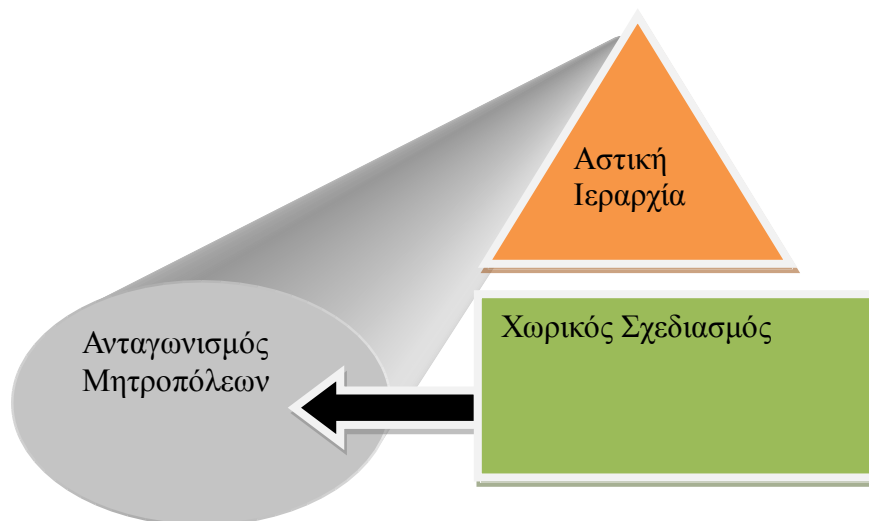 Αστική
Ιεραρχία
Χωρικός Σχεδιασμός
Ανταγωνισμός
Μητροπόλεων